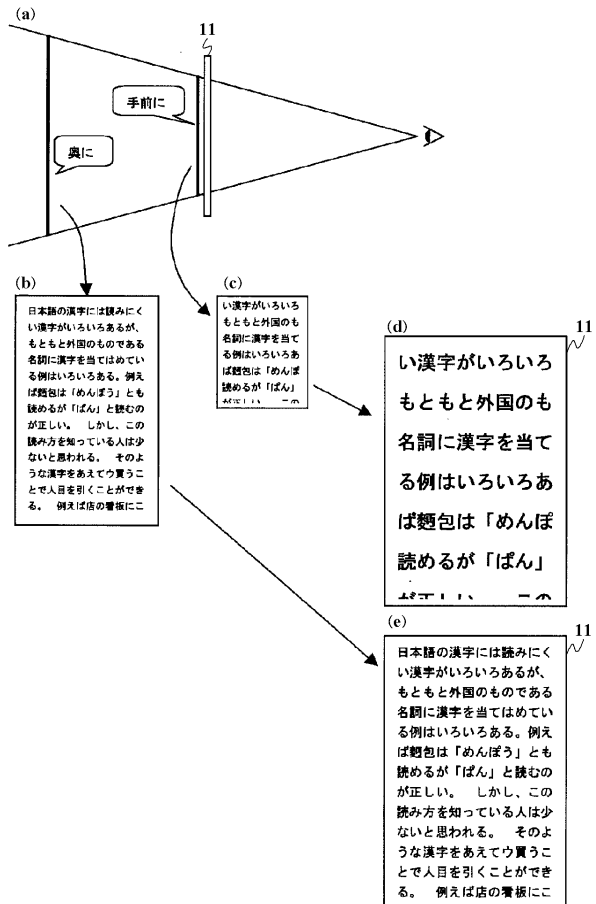 (a)
11
手前に
奥に
(b)
日本語の漢字には読みにく
い漢字がいろいろあるが、
もともと外国のものである
名詞に漢字を当てはめてい
る例はいろいろある。例え
ば麪包は「めんぽう」とも
読めるが「ぱん」と読むの
が正しい。　しかし、この
読み方を知っている人は少
ないと思われる。　そのよ
うな漢字をあえてウ買うこ
とで人目を引くことができ
る。　例えば店の看板にこ
(c)
い漢字がいろいろ
もともと外国のも
名詞に漢字を当て
る例はいろいろあ
ば麪包は「めんぽ
読めるが「ぱん」
が正しい。　この
(d)
11
い漢字がいろいろ
もともと外国のも
名詞に漢字を当て
る例はいろいろあ
ば麪包は「めんぽ
読めるが「ぱん」
が正しい　この
(e)
11
日本語の漢字には読みにく
い漢字がいろいろあるが、
もともと外国のものである
名詞に漢字を当てはめてい
る例はいろいろある。例え
ば麪包は「めんぽう」とも
読めるが「ぱん」と読むの
が正しい。　しかし、この
読み方を知っている人は少
ないと思われる。　そのよ
うな漢字をあえてウ買うこ
とで人目を引くことができ
る。　例えば店の看板にこ